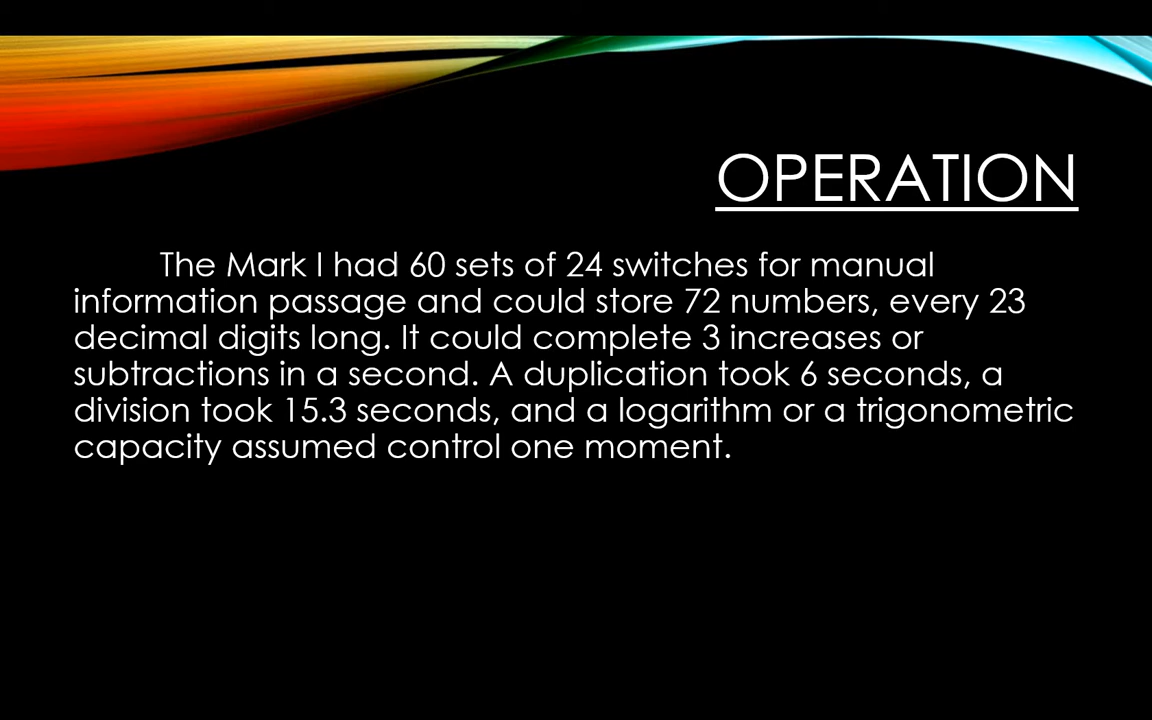 OPERATION
The Mark I had 60 sets of 24 switches for manual
information passage and could store 72 numbers, every 23
decimal digits long. It could complete 3 increases or
subtractions in a second. A duplication took 6 seconds, a
division took 15.3 seconds, and a logarithm or a trigonometric
capacity assumed control one moment.